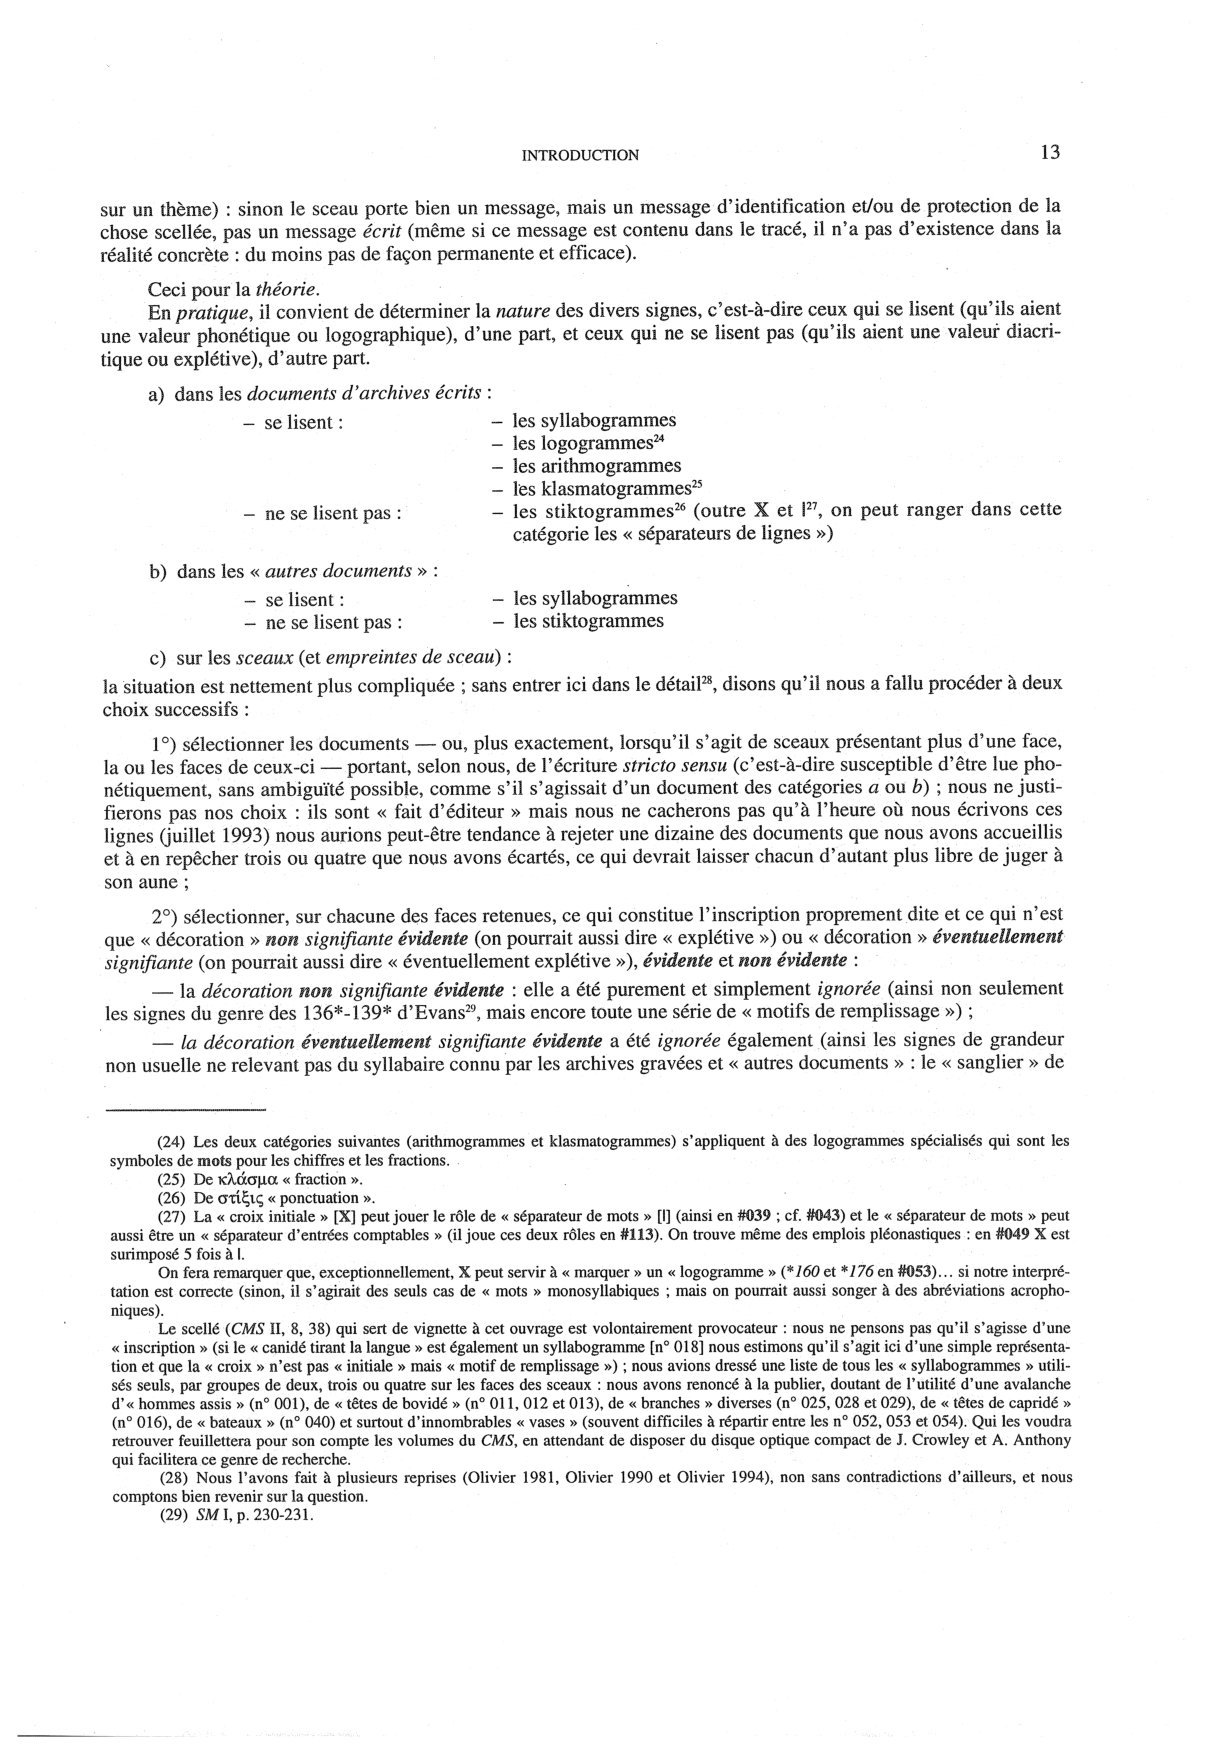 INTRODUCTION 13
sur un thème) : sinon le sceau porte bien un message, mais un message d'identification et/ou de protection de la
chose scellée, pas un message écrit (même si ce message est contenu dans le tracé, il n'a pas d'existence dans la
réalité concrète : du moins pas de façon permanente et efficace).
Ceci pour la théorie.
En pratique, il convient de déterminer la nature des divers signes, c'est-à-dire ceux qui se lisent (qu'ils aient
une valeur phonétique ou logographique), d'une part, et ceux qui ne se lisent pas (qu'ils aient une valeur diacri-
tique ou explétive), d'autre part.
a) dans les documents d'archives écrits :
– se lisent : – les syllabogrammes
– les logogrammes24
– les arithmogrammes
– les klasmatogrammes25
– ne se lisent pas : – les stiktogrammes26 (outre X et I27, on peut ranger dans cette
catégorie les « séparateurs de lignes »)
b) dans les « autres documents » :
– se lisent : – les syllabogrammes
– ne se lisent pas : – les stiktogrammes
c) sur les sceaux (et empreintes de sceau) :
la situation est nettement plus compliquée ; sans entrer ici dans le détail28, disons qu'il nous a fallu procéder à deux
choix successifs :
1°) sélectionner les documents — ou, plus exactement, lorsqu'il s'agit de sceaux présentant plus d'une face,
la ou les faces de ceux-ci — portant, selon nous, de l'écriture stricto sensu (c'est-à-dire susceptible d'être lue pho-
nétiquement, sans ambiguïté possible, comme s'il s'agissait d'un document des catégories a ou b) ; nous ne justi-
fierons pas nos choix : ils sont « fait d'éditeur » mais nous ne cacherons pas qu'à l'heure où nous écrivons ces
lignes (juillet 1993) nous aurions peut-être tendance à rejeter une dizaine des documents que nous avons accueillis
et à en repêcher trois ou quatre que nous avons écartés, ce qui devrait laisser chacun d'autant plus libre de juger à
son aune ;
2°) sélectionner, sur chacune des faces retenues, ce qui constitue l'inscription proprement dite et ce qui n'est
que « décoration » non signifiante évidente (on pourrait aussi dire « explétive ») ou « décoration » éventuellement
signifiante (on pourrait aussi dire « éventuellement explétive »), évidente et non évidente :
— la décoration non signifiante évidente : elle a été purement et simplement ignorée (ainsi non seulement
les signes du genre des 136*-139* d'Evans29, mais encore toute une série de « motifs de remplissage ») ;
— la décoration éventuellement signifiante évidente a été ignorée également (ainsi les signes de grandeur
non usuelle ne relevant pas du syllabaire connu par les archives gravées et « autres documents » : le « sanglier » de
(24) Les deux catégories suivantes (arithmogrammes et klasmatogrammes) s'appliquent à des logogrammes spécialisés qui sont les
symboles de mots pour les chiffres et les fractions.
(25) De κλάσμα « fraction ».
(26) De στίξις « ponctuation ».
(27) La « croix initiale » [X] peut jouer le rôle de « séparateur de mots » [I] (ainsi en #039 ; cf. #043) et le « séparateur de mots » peut
aussi être un « séparateur d'entrées comptables » (il joue ces deux rôles en #113). On trouve même des emplois pléonastiques : en #049 X est
surimposé 5 fois à I.
On fera remarquer que, exceptionnellement, X peut servir à « marquer » un « logogramme » (*160 et *176 en #053)… si notre interpré-
tation est correcte (sinon, il s'agirait des seuls cas de « mots » monosyllabiques ; mais on pourrait aussi songer à des abréviations acropho-
niques).
Le scellé (CMS II, 8, 38) qui sert de vignette à cet ouvrage est volontairement provocateur : nous ne pensons pas qu'il s'agisse d'une
« inscription » (si le « canidé tirant la langue » est également un syllabogramme [n° 018] nous estimons qu'il s'agit ici d'une simple représenta-
tion et que la « croix » n'est pas « initiale » mais « motif de remplissage ») ; nous avions dressé une liste de tous les « syllabogrammes » utili-
sés seuls, par groupes de deux, trois ou quatre sur les faces des sceaux : nous avons renoncé à la publier, doutant de l'utilité d'une avalanche
d'« hommes assis » (n° 001), de « têtes de bovidé » (n° 011, 012 et 013), de « branches » diverses (n° 025, 028 et 029), de « têtes de capridé »
(n° 016), de « bateaux » (n° 040) et surtout d'innombrables « vases » (souvent difficiles à répartir entre les n° 052, 053 et 054). Qui les voudra
retrouver feuillettera pour son compte les volumes du CMS, en attendant de disposer du disque optique compact de J. Crowley et A. Anthony
qui facilitera ce genre de recherche.
(28) Nous l'avons fait à plusieurs reprises (Olivier 1981, Olivier 1990 et Olivier 1994), non sans contradictions d'ailleurs, et nous
comptons bien revenir sur la question.
(29) SM I, p. 230-231.